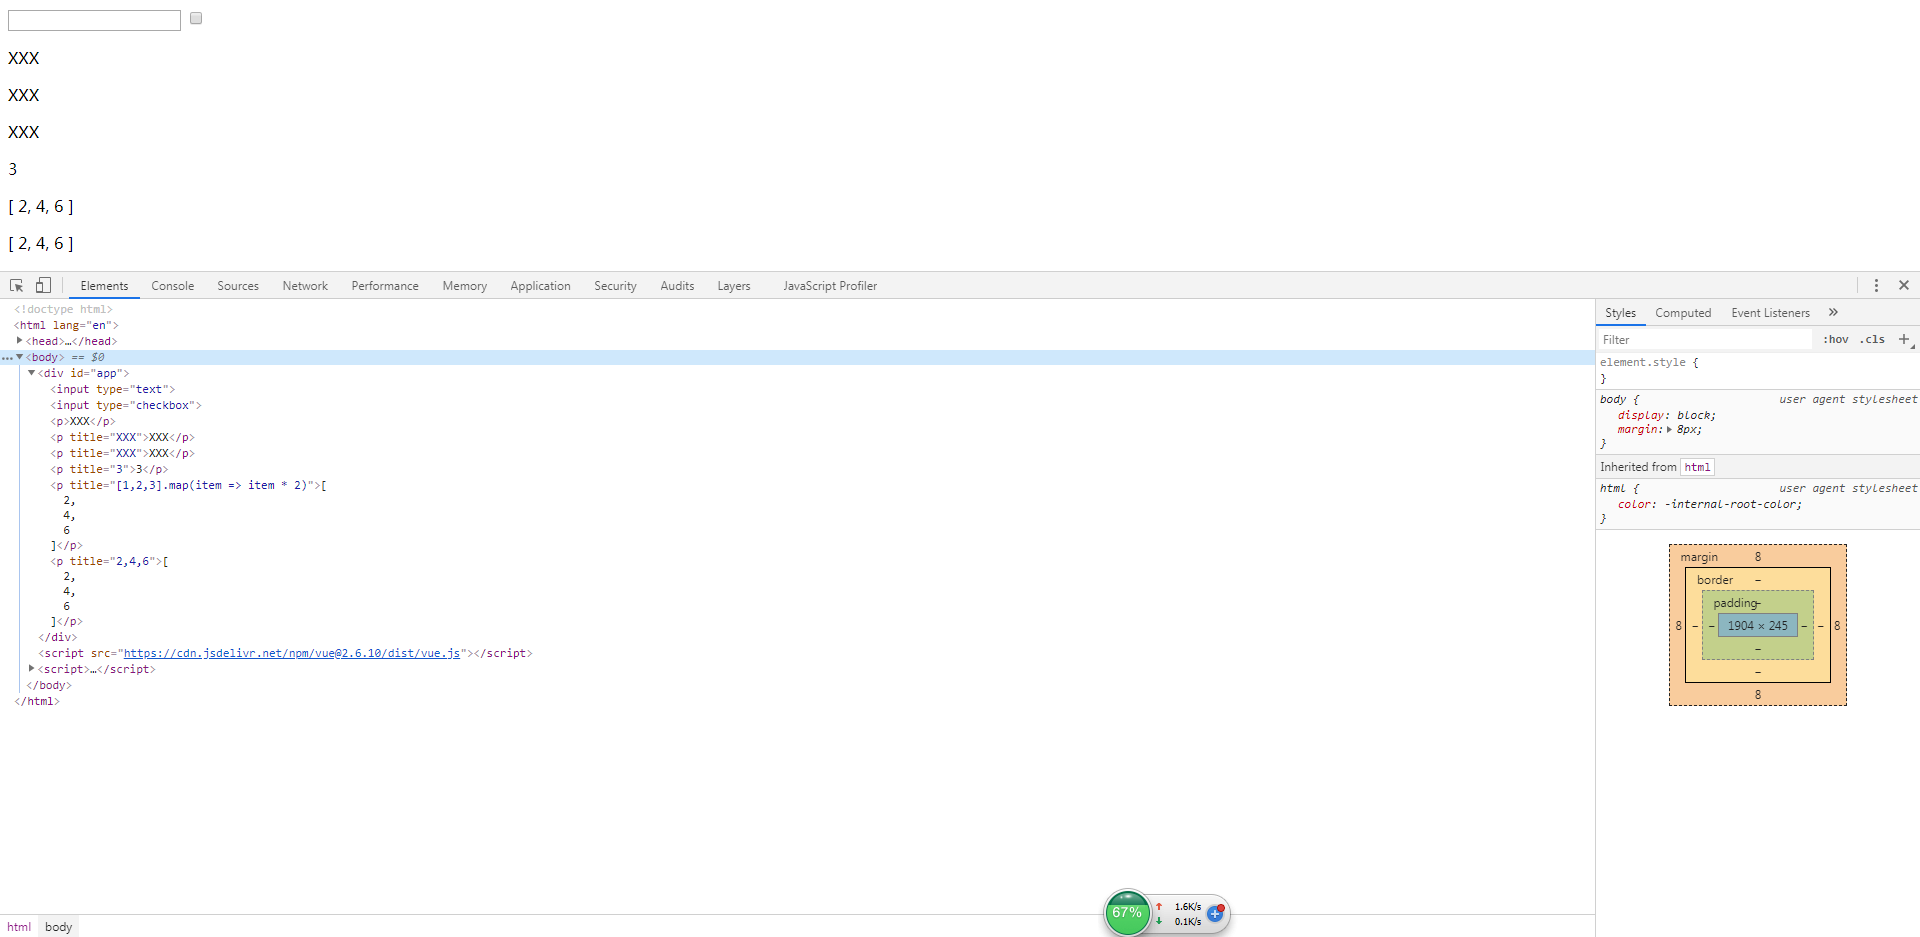 XXX
XXX
XXX
3
[ 2, 4, 6 ]
[ 2, 4, 6 ]
Elements Console Sources Network Performance Memory Application Security Audits Layers JavaScript Profiler
<!doctype html>
<html lang="en">
<head>…</head>
<body> == $0
<div id="app">
<input type="text">
<input type="checkbox">
<p>XXX</p>
<p title="XXX">XXX</p>
<p title="XXX">XXX</p>
<p title="3">3</p>
<p title="[1,2,3].map(item => item * 2)">[
2,
4,
6
]</p>
<p title="2,4,6">[
2,
4,
6
]</p>
</div>
<script src="https://cdn.jsdelivr.net/npm/vue@2.6.10/dist/vue.js"></script>
<script>…</script>
</body>
</html>
html body
Styles Computed Event Listeners »
Filter :hov .cls +
element.style {
}
body { user agent stylesheet
display: block;
margin: 8px;
}
Inherited from html
html { user agent stylesheet
color: -internal-root-color;
}
margin 8
border –
padding –
8 – – 1904 × 245 – – 8
–
–
8
67% 1.6K/s
0.1K/s